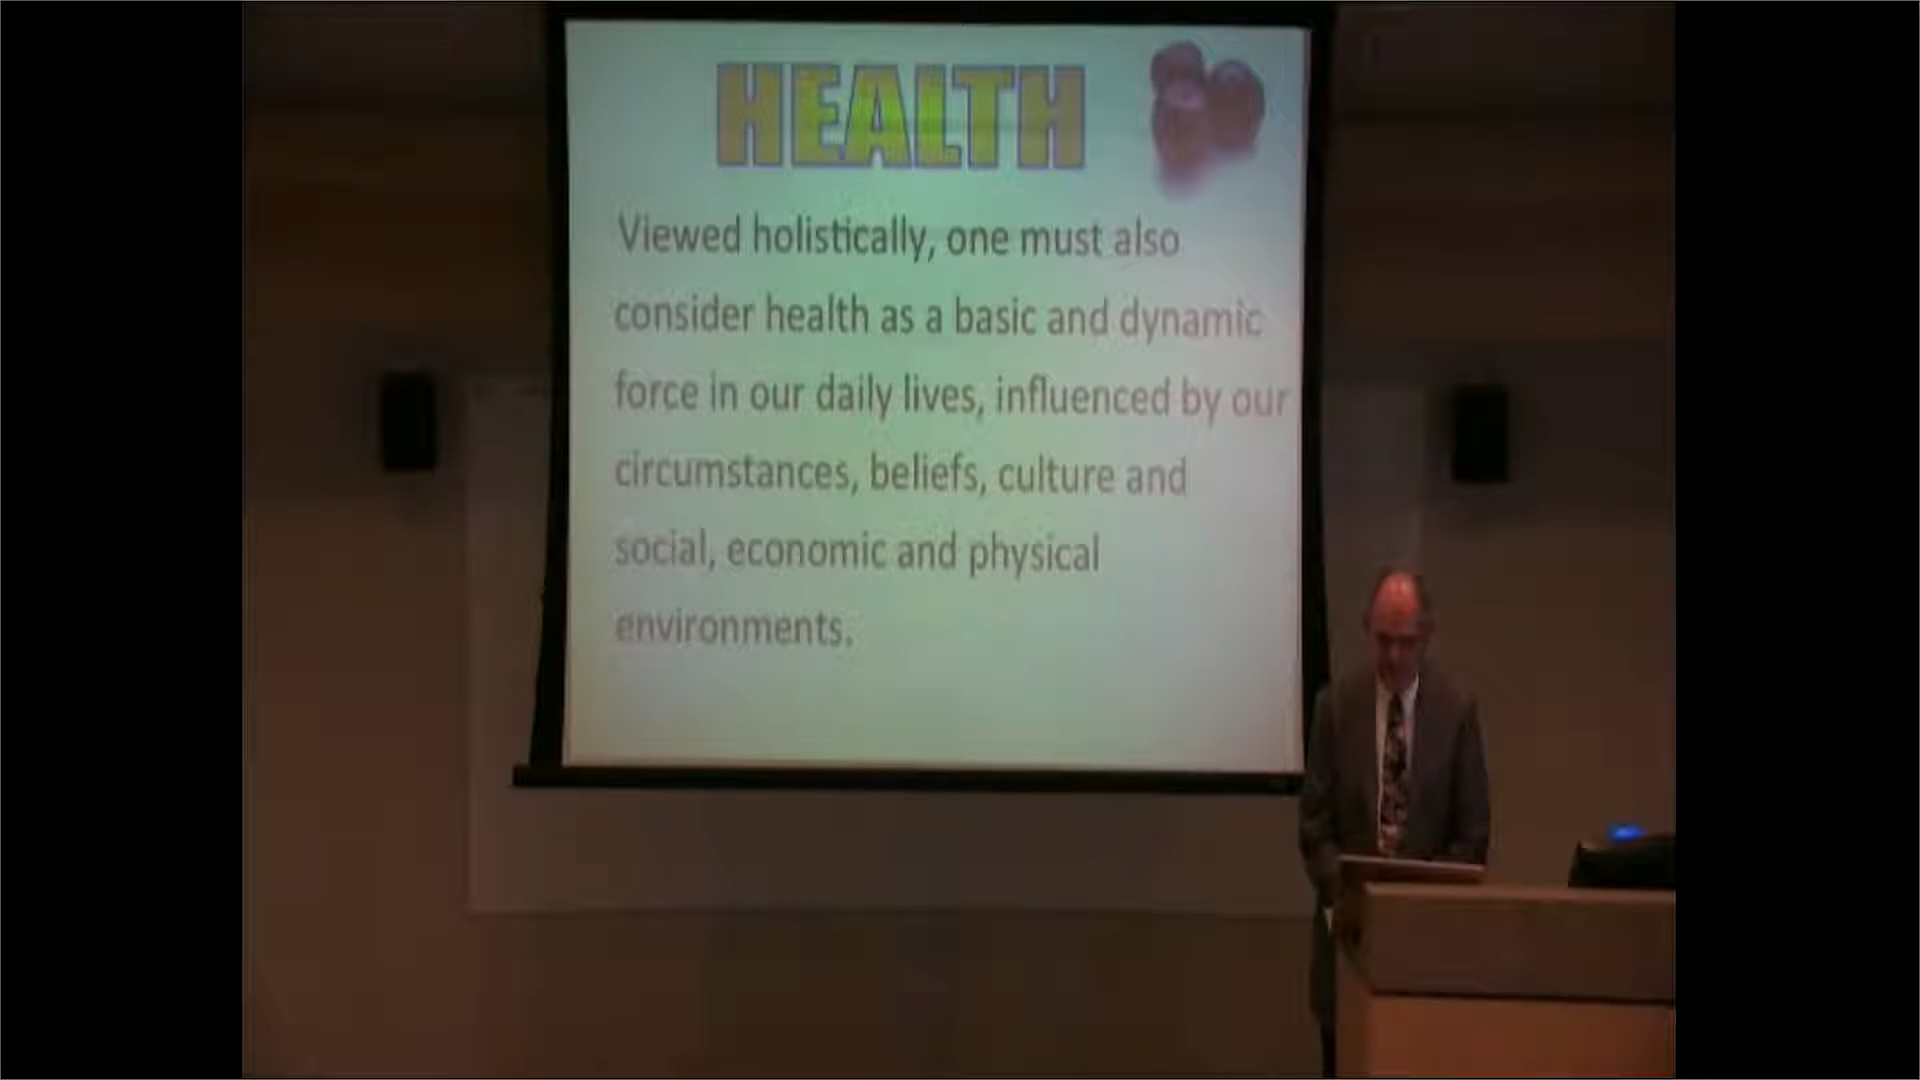 HEALTH
Viewed holistically, one must also
consider health as a basic and dynamic
force in our daily lives, influenced by our
circumstances, beliefs, culture and
social, economic and physical
environments.